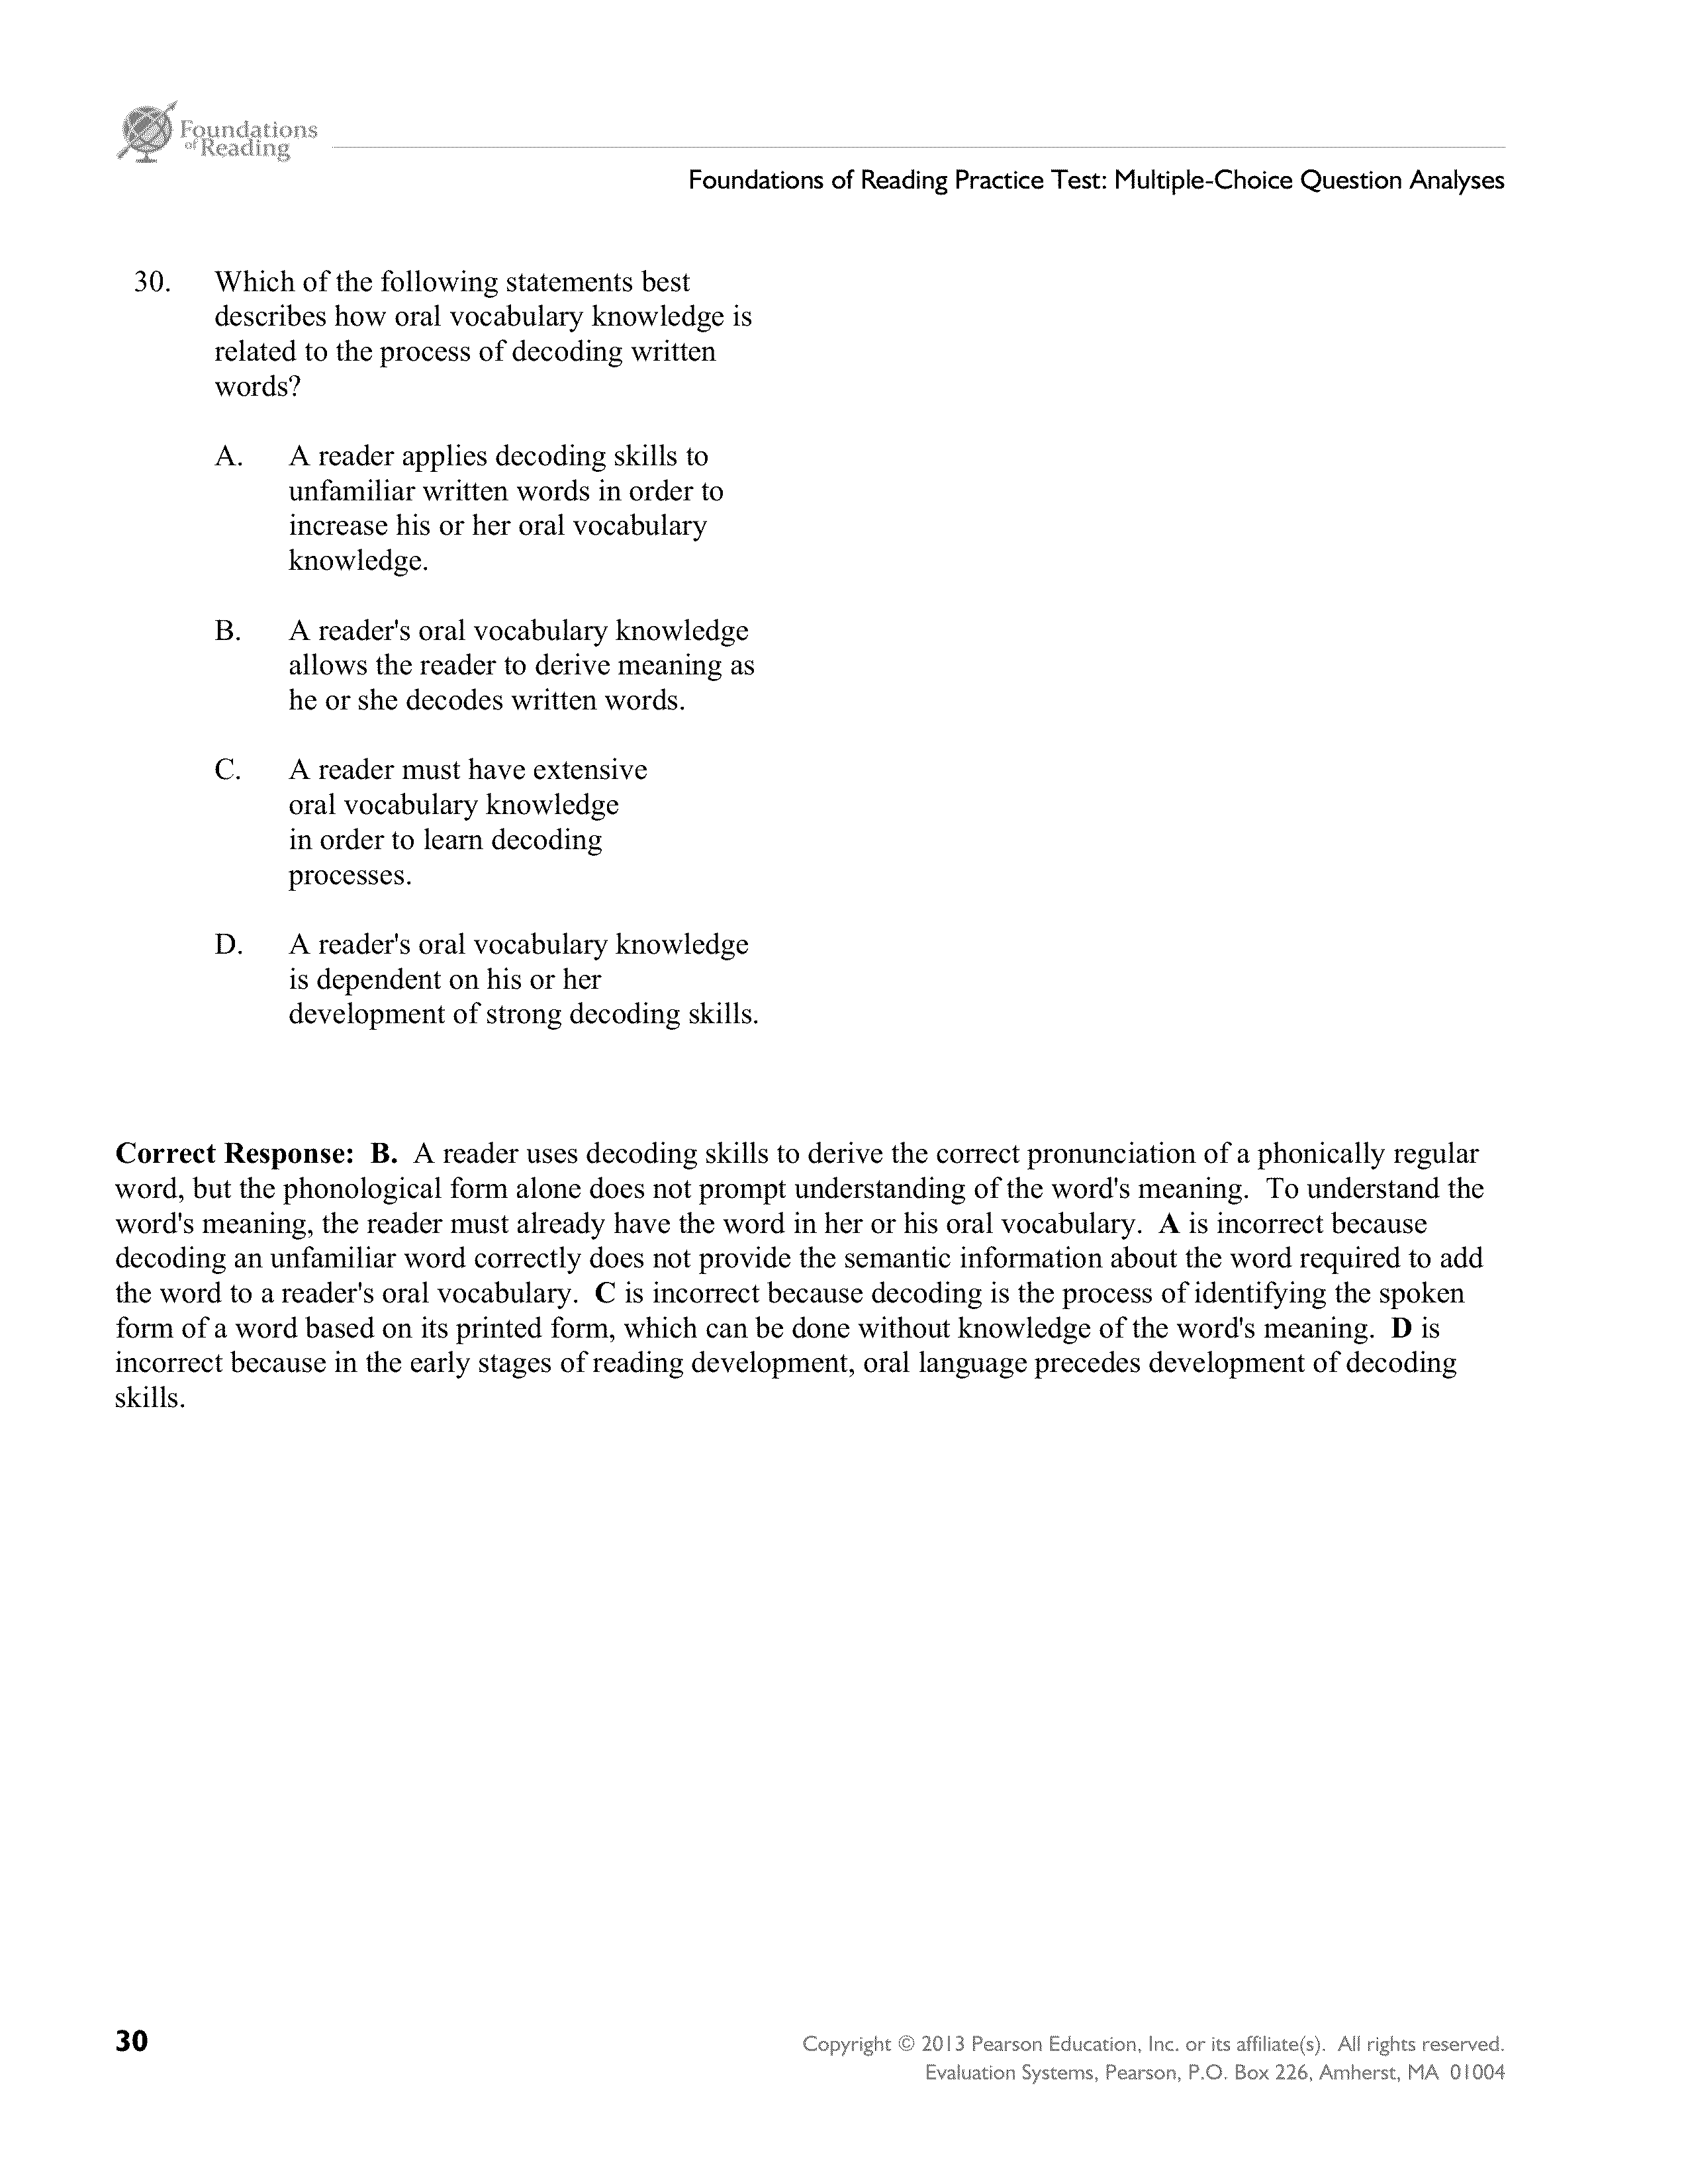 Foundations
of Reading
Foundations of Reading Practice Test: Multiple-Choice Question Analyses
30. Which of the following statements best
describes how oral vocabulary knowledge is
related to the process of decoding written
words?
A. A reader applies decoding skills to
unfamiliar written words in order to
increase his or her oral vocabulary
knowledge.
B. A reader's oral vocabulary knowledge
allows the reader to derive meaning as
he or she decodes written words.
C. A reader must have extensive
oral vocabulary knowledge
in order to learn decoding
processes.
D. A reader's oral vocabulary knowledge
is dependent on his or her
development of strong decoding skills.
Correct Response: B. A reader uses decoding skills to derive the correct pronunciation of a phonically regular
word, but the phonological form alone does not prompt understanding of the word's meaning. To understand the
word's meaning, the reader must already have the word in her or his oral vocabulary. A is incorrect because
decoding an unfamiliar word correctly does not provide the semantic information about the word required to add
the word to a reader's oral vocabulary. C is incorrect because decoding is the process of identifying the spoken
form of a word based on its printed form, which can be done without knowledge of the word's meaning. D is
incorrect because in the early stages of reading development, oral language precedes development of decoding
skills.
30
Copyright © 2013 Pearson Education, Inc. or its affiliate(s). All rights reserved.
Evaluation Systems, Pearson, P.O. Box 226, Amherst, MA 01004